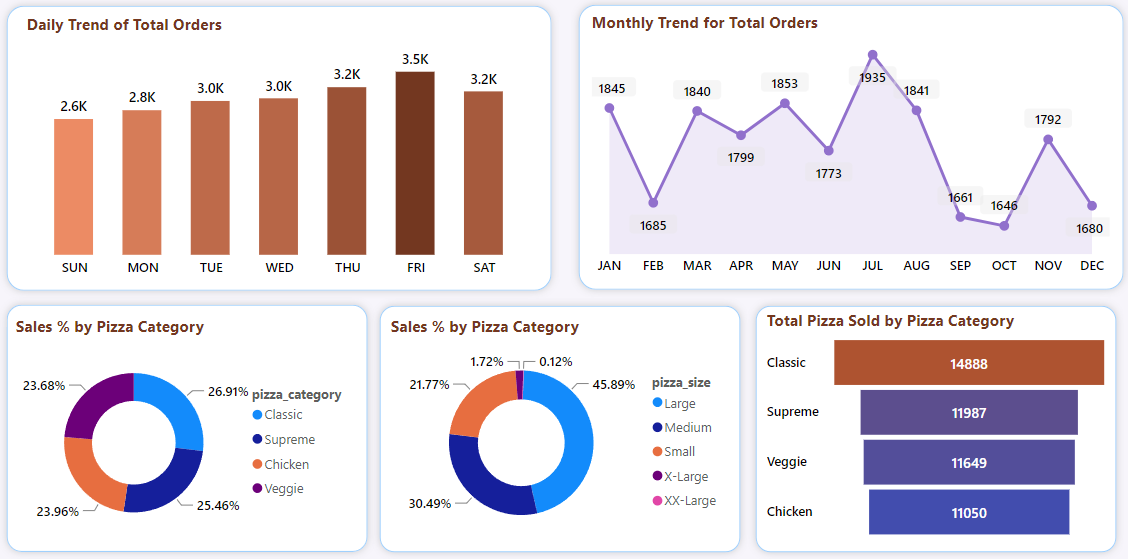 Daily Trend of Total Orders
2.6K
2.8K
3.0K
3.0K
3.2K
3.5K
3.2K
SUN
MON
TUE
WED
THU
FRI
SAT
Monthly Trend for Total Orders
1845
1685
1840
1799
1853
1773
1935
1841
1661
1646
1792
1680
JAN
FEB
MAR
APR
MAY
JUN
JUL
AUG
SEP
OCT
NOV
DEC
Sales % by Pizza Category
23.68%
26.91%
23.96%
25.46%
pizza_category
Classic
Supreme
Chicken
Veggie
Sales % by Pizza Category
1.72%
0.12%
21.77%
45.89%
30.49%
pizza_size
Large
Medium
Small
X-Large
XX-Large
Total Pizza Sold by Pizza Category
Classic
14888
Supreme
11987
Veggie
11649
Chicken
11050